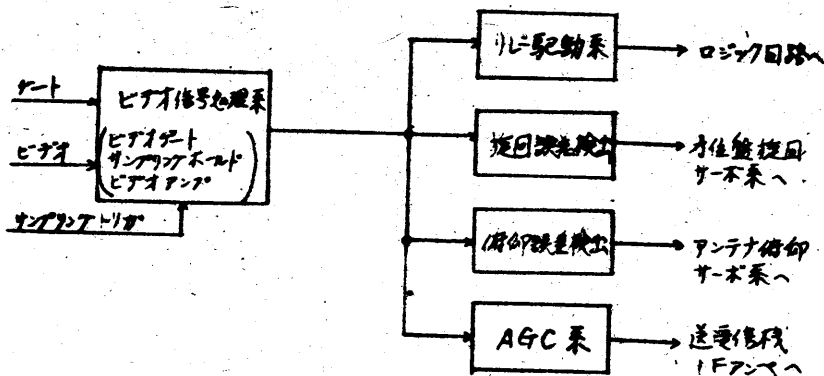 ゲート
ビデオ
サンプリングトリガ
ビデオ信号処理系
ビデオゲート
サンプリングホールド
ビデオアンプ
リレー駆動系
ロジック回路へ
旋回誤差検出
方位盤旋回
サーボ系へ
俯仰誤差検出
アンテナ俯仰
サーボ系へ
AGC系
送受信機
IFアンプへ